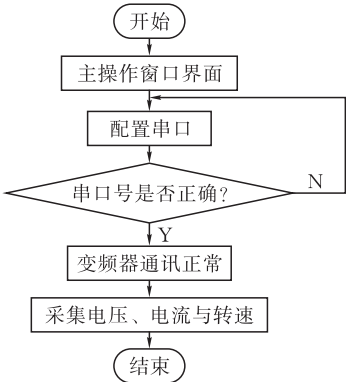 开始
主操作窗口界面
配置串口
串口号是否正确?
N
Y
变频器通讯正常
采集电压、电流与转速
结束